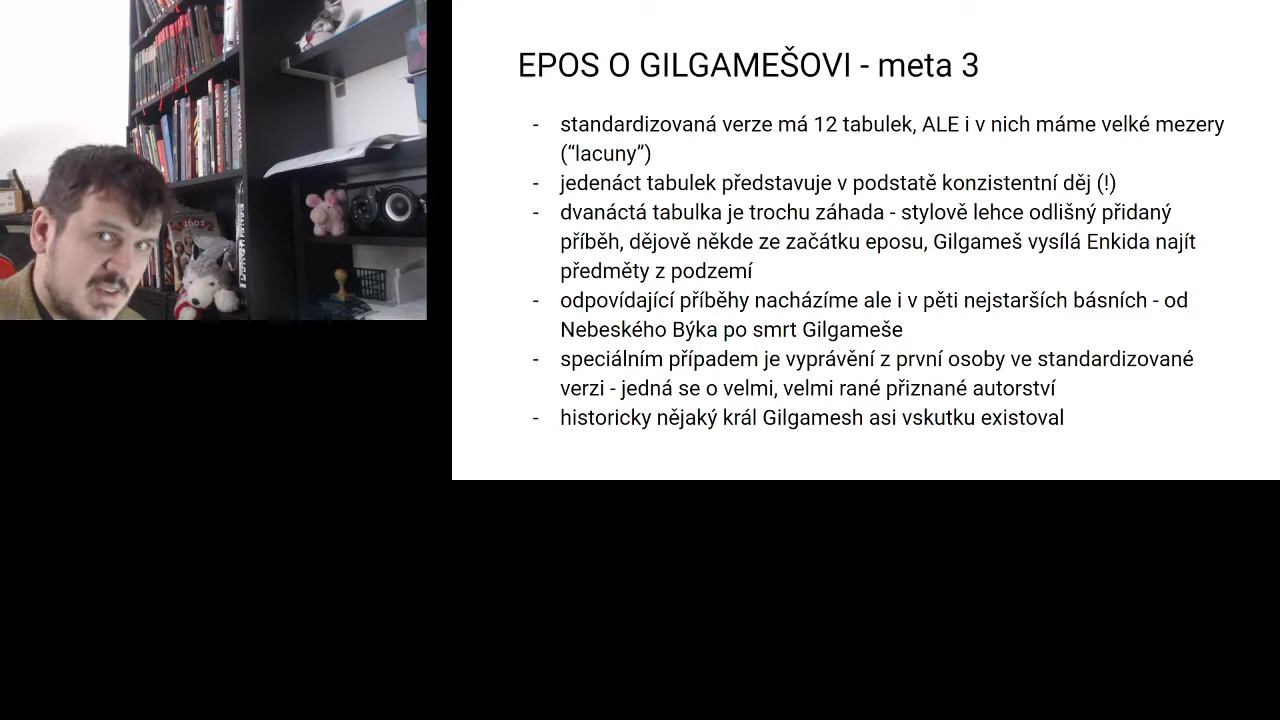 EPOS O GILGAMEŠOVI - meta 3
- standardizovaná verze má 12 tabulek, ALE i v nich máme velké mezery
(“lacuny”)
- jedenáct tabulek představuje v podstatě konzistentní děj (!)
- dvanáctá tabulka je trochu záhada - stylově lehce odlišný přidaný
příběh, dějově někde ze začátku eposu, Gilgameš vysílá Enkida najít
předměty z podzemí
- odpovídající příběhy nacházíme ale i v pěti nejstarších básních - od
Nebeského Býka po smrt Gilgameše
- speciálním případem je vyprávění z první osoby ve standardizované
verzi - jedná se o velmi, velmi rané přiznané autorství
- historicky nějaký král Gilgamesh asi vskutku existoval